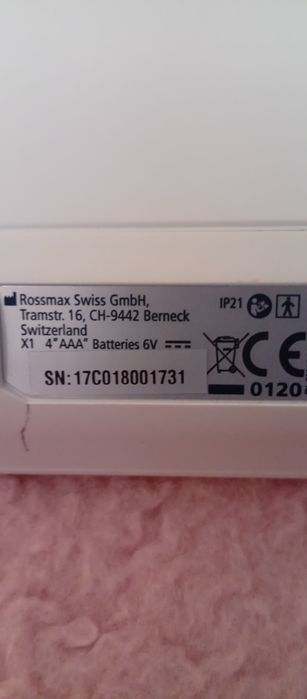 Rossmax Swiss GmbH,
Tramstr. 16, CH-9442 Berneck
Switzerland
X1 4"AAA" Batteries 6V
SN:17C018001731
IP21
CE
0120